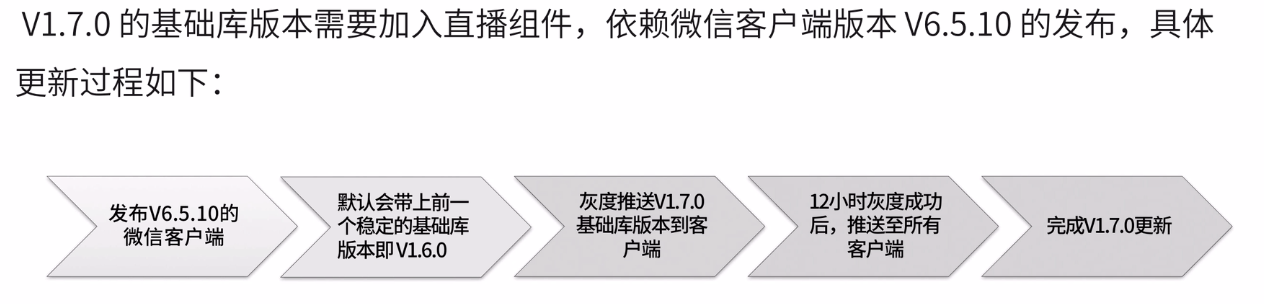 V1.7.0 的基础库版本需要加入直播组件，依赖微信客户端版本 V6.5.10 的发布，具体
更新过程如下：
发布V6.5.10的
微信客户端
默认会带上前一
个稳定的基础库
版本即 V1.6.0
灰度推送V1.7.0
基础库版本到客
户端
12小时灰度成功
后，推送至所有
客户端
完成V1.7.0更新